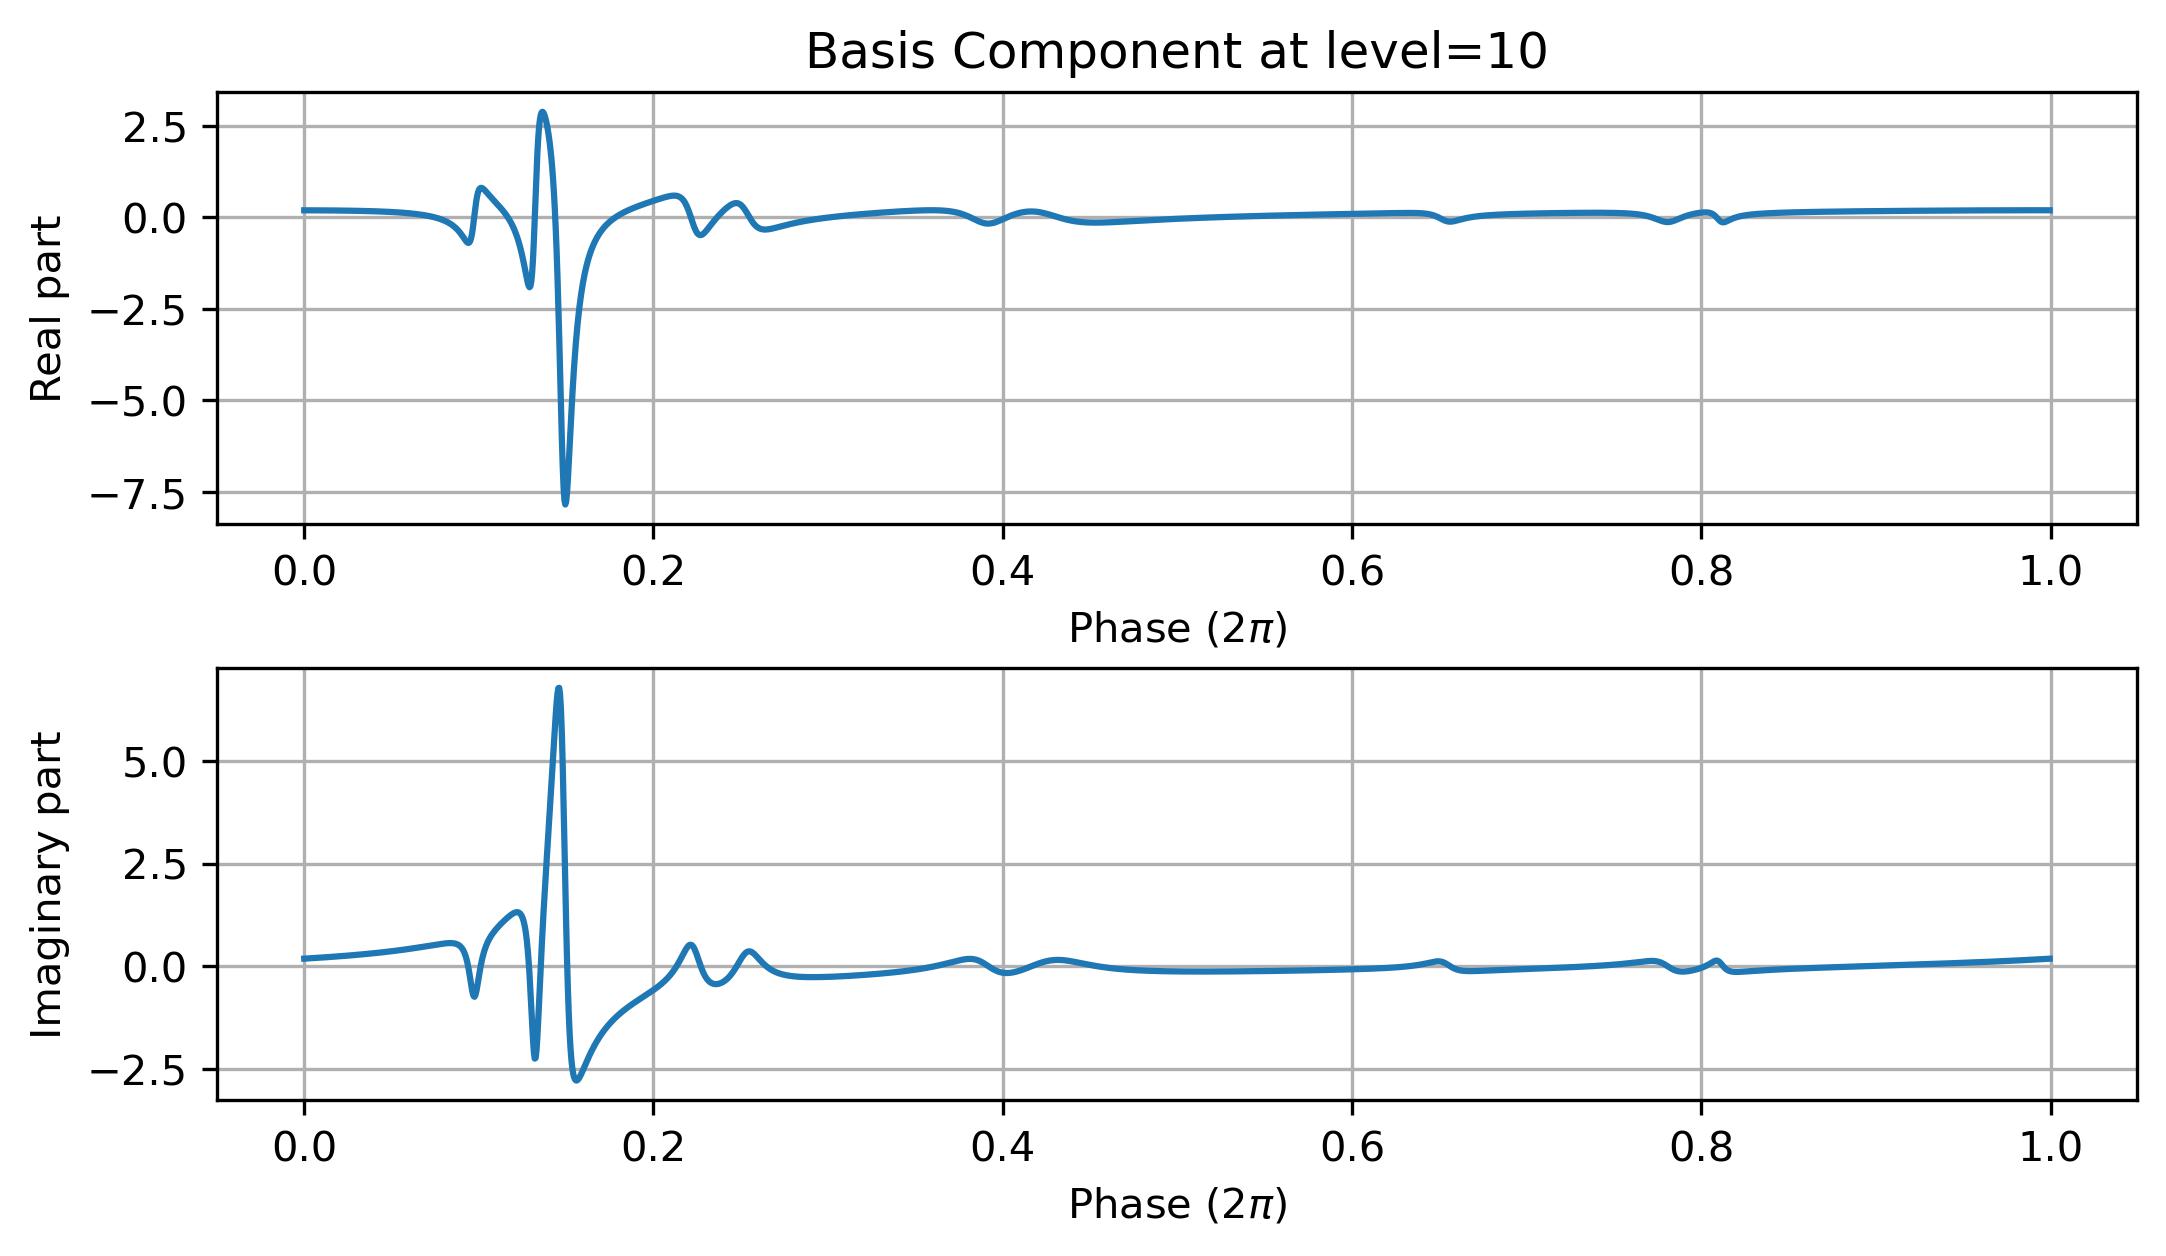 Basis Component at level=10
Real part
2.5
0.0
−2.5
−5.0
−7.5
0.0 0.2 0.4 0.6 0.8 1.0
Phase (2π)
Imaginary part
5.0
2.5
0.0
−2.5
0.0 0.2 0.4 0.6 0.8 1.0
Phase (2π)